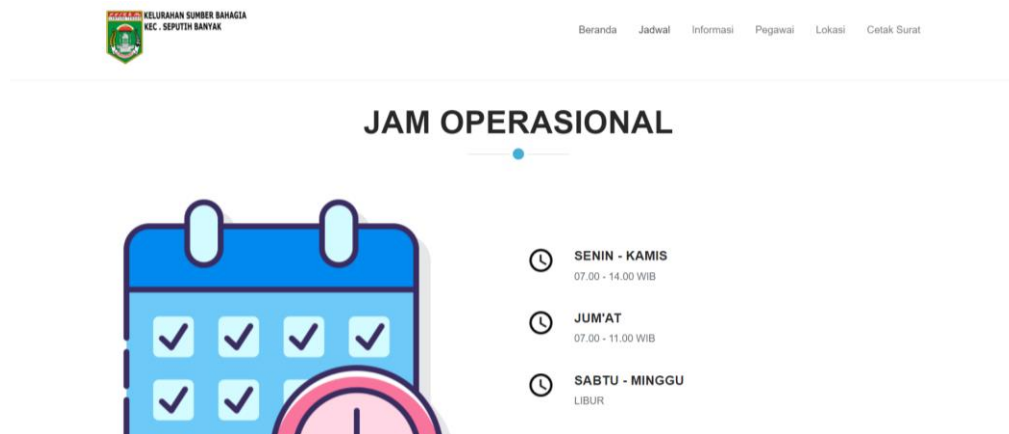 KELURAHAN SUMBER BAHAGIA
KEC . SEPUTIH BANYAK
Beranda Jadwal Informasi Pegawai Lokasi Cetak Surat
JAM OPERASIONAL
SENIN - KAMIS
07.00 - 14.00 WIB
JUM'AT
07.00 - 11.00 WIB
SABTU - MINGGU
LIBUR